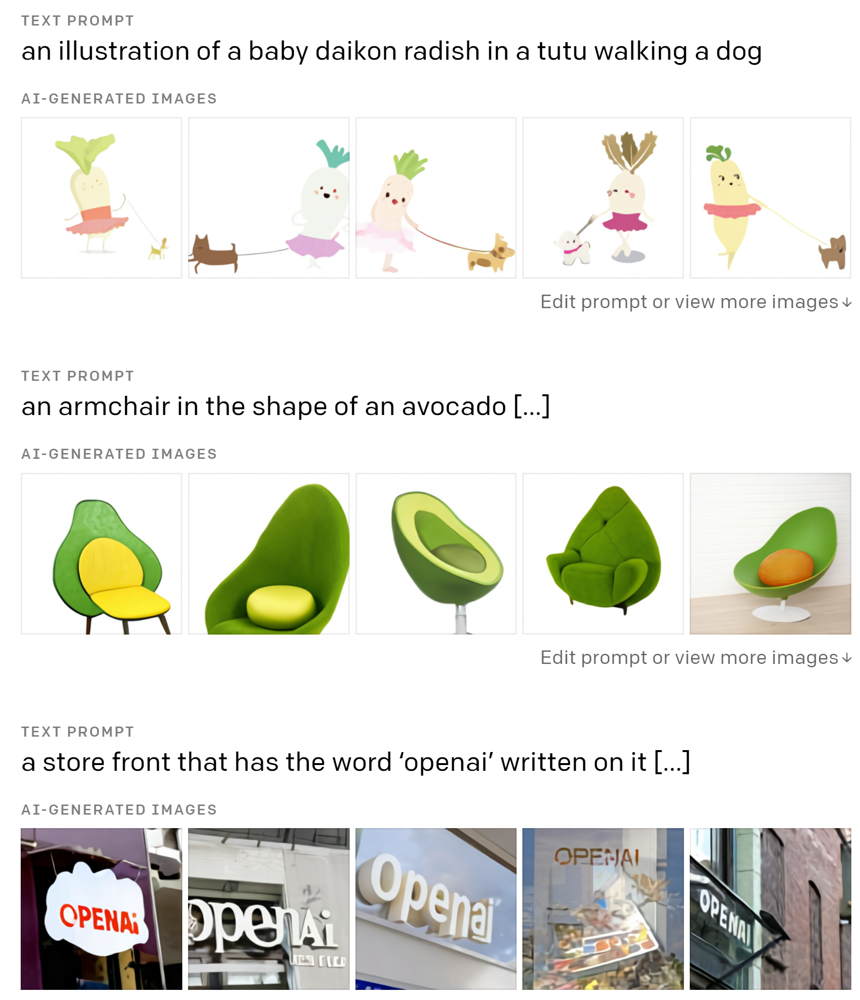 TEXT PROMPT
an illustration of a baby daikon radish in a tutu walking a dog
AI-GENERATED IMAGES
Edit prompt or view more images↓
TEXT PROMPT
an armchair in the shape of an avocado [...]
AI-GENERATED IMAGES
Edit prompt or view more images↓
TEXT PROMPT
a store front that has the word ‘openai’ written on it [...]
AI-GENERATED IMAGES
OPENAi
openAi
Openai
OPENAI
OPENAI